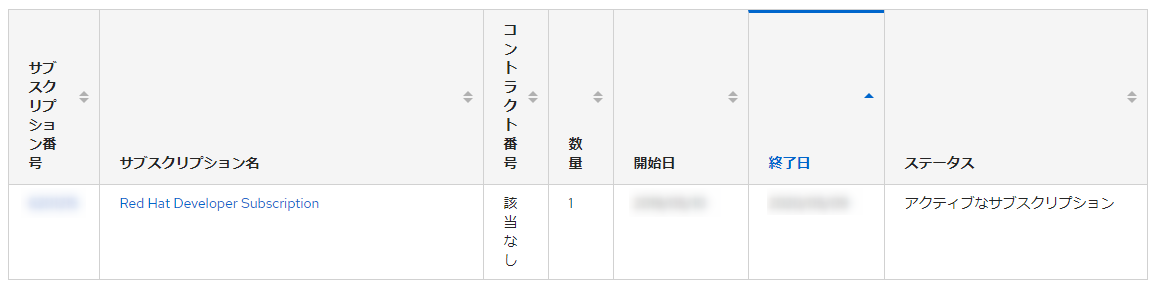 サブ
スク
リプ
ショ
ン番
号
サブスクリプション名
コ
ン
ト
ラ
ク
ト
番
号
数
量
開始日
終了日
ステータス
Red Hat Developer Subscription
該
当
な
し
1
アクティブなサブスクリプション